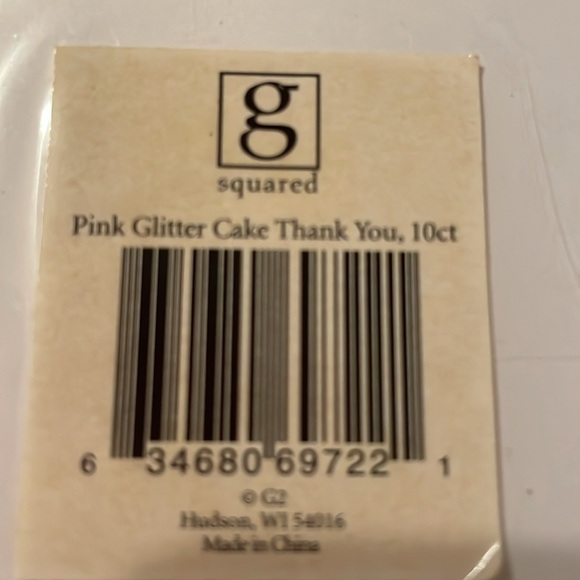 g
squared
Pink Glitter Cake Thank You, 10ct
6 34680 69722 1
© G2
Hudson, WI 54016
Made in China